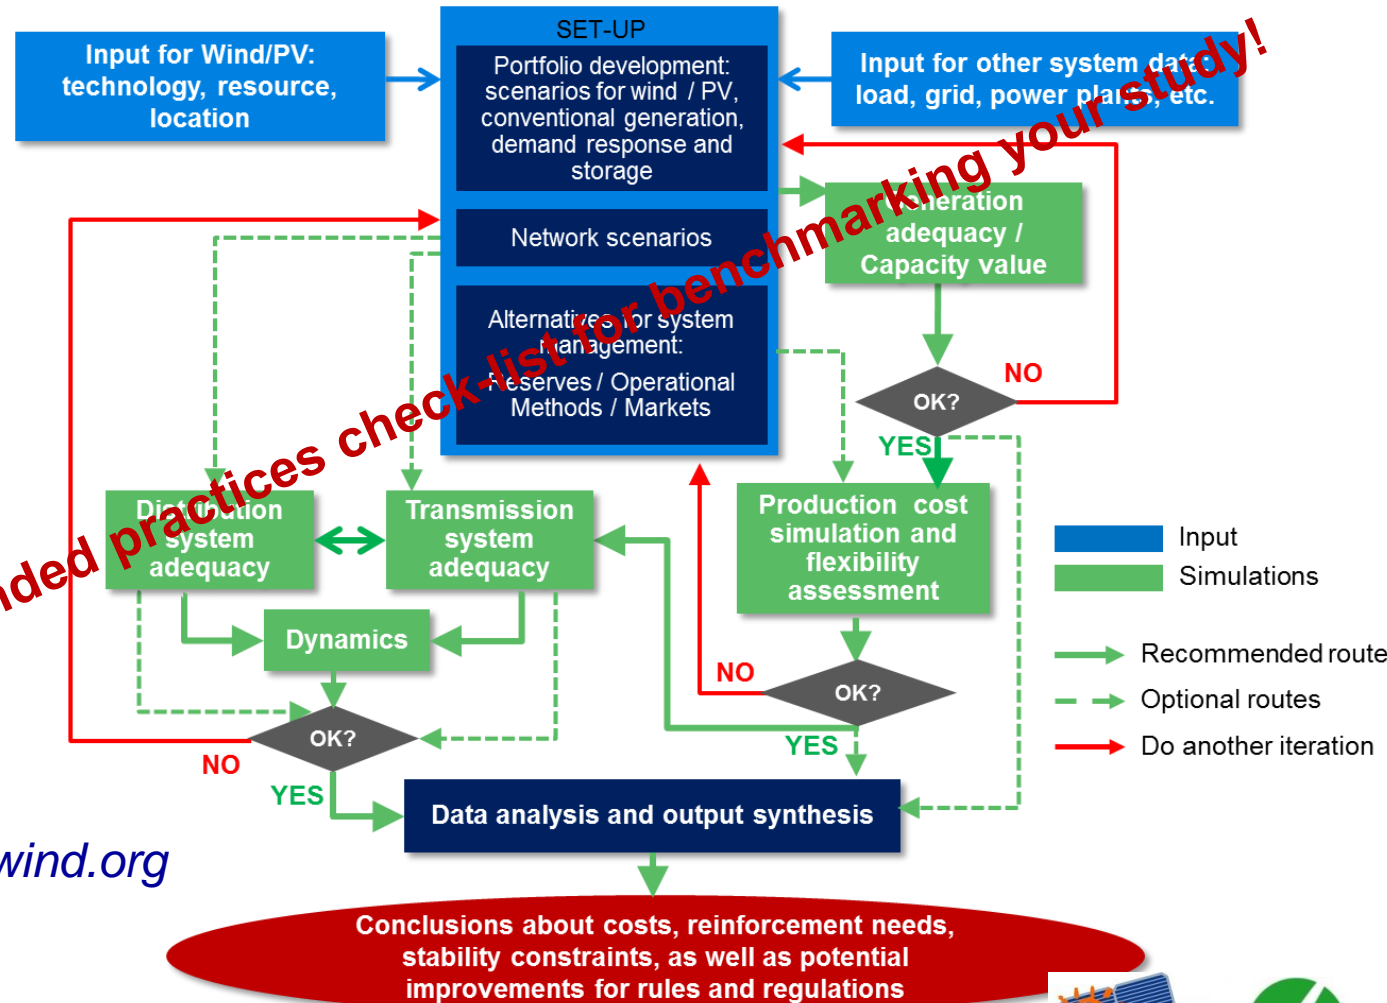 Input for Wind/PV:
technology, resource,
location
SET-UP
Portfolio development:
scenarios for wind / PV,
conventional generation,
demand response and
storage
Network scenarios
Alternatives for system
management:
Reserves / Operational
Methods / Markets
Input for other system data:
load, grid, power plants, etc.
Generation
adequacy /
Capacity value
OK?
NO
YES
Production cost
simulation and
flexibility
assessment
OK?
NO
YES
Distribution
system
adequacy
Transmission
system
adequacy
Dynamics
OK?
NO
YES
Data analysis and output synthesis
Conclusions about costs, reinforcement needs,
stability constraints, as well as potential
improvements for rules and regulations
Input
Simulations
Recommended route
Optional routes
Do another iteration
practices check-list for benchmarking your study!
wind.org